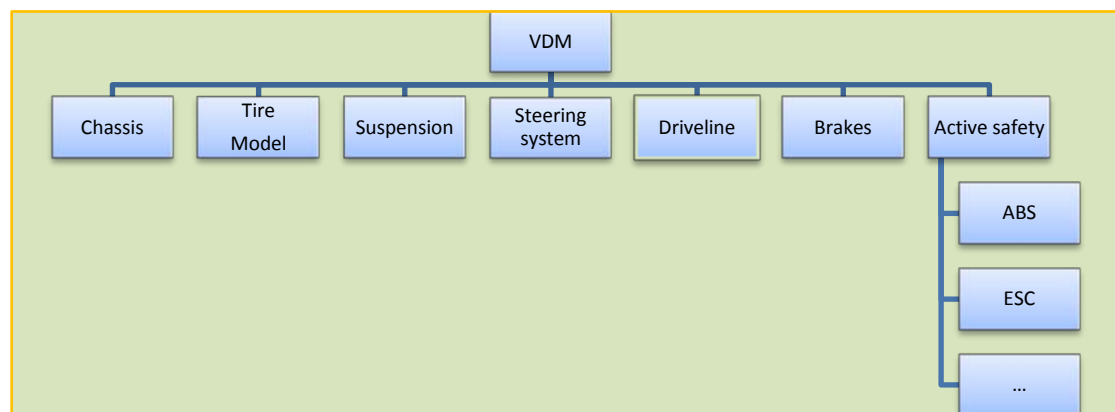 VDM
Chassis
Tire
Model
Suspension
Steering
system
Driveline
Brakes
Active safety
ABS
ESC
...